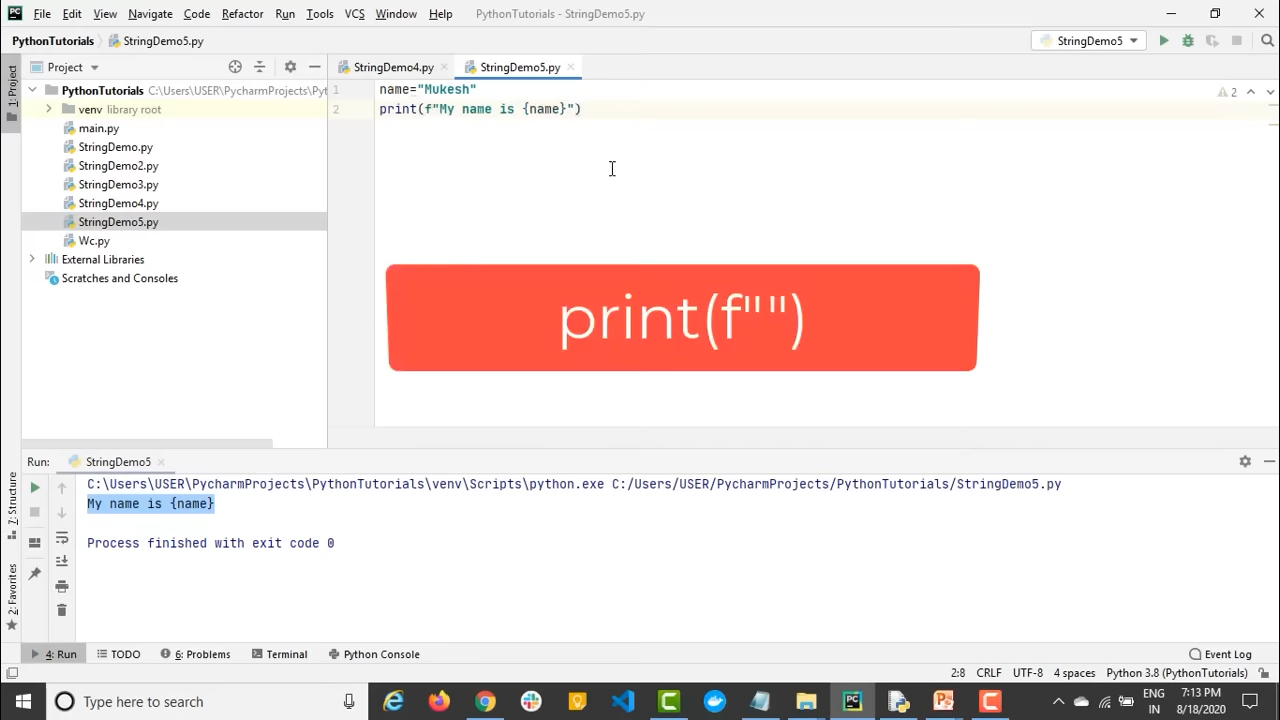 PC File Edit View Navigate Code Refactor Run Tools VCS Window Help PythonTutorials - StringDemo5.py
PythonTutorials StringDemo5.py StringDemo5
1: Project
Project
StringDemo4.py StringDemo5.py
PythonTutorials C:\Users\USER\PycharmProjects\Pyt
venv library root
main.py
StringDemo.py
StringDemo2.py
StringDemo3.py
StringDemo4.py
StringDemo5.py
Wc.py
External Libraries
Scratches and Consoles
1 name="Mukesh"
2 print(f"My name is {name}")
2
print(f"")
Run: StringDemo5
C:\Users\USER\PycharmProjects\PythonTutorials\venv\Scripts\python.exe C:/Users/USER/PycharmProjects/PythonTutorials/StringDemo5.py
My name is {name}
Process finished with exit code 0
7: Structure
2: Favorites
4: Run TODO 6: Problems Terminal Python Console Event Log
2:8 CRLF UTF-8 4 spaces Python 3.8 (PythonTutorials)
Type here to search
ENG
IN
7:13 PM
8/18/2020